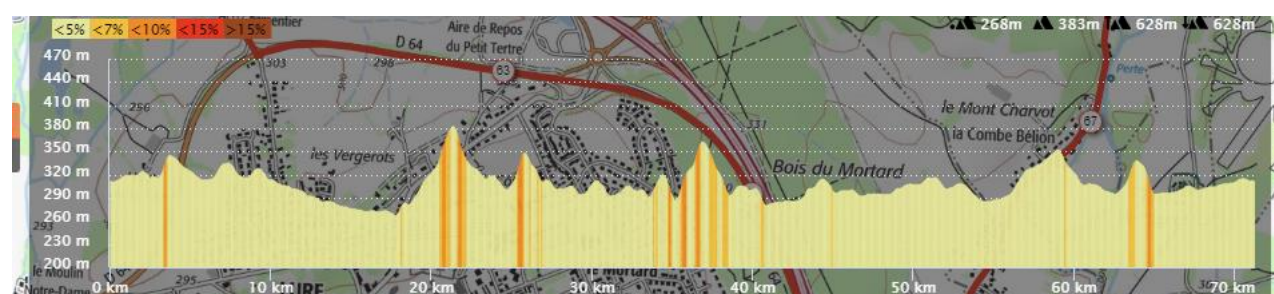 <5% <7% <10% <15% >15%
268m 383m 628m 628m
Aire de Repos
du Petit Tertre
D 64
303
298
63
470 m
440 m
410 m
380 m
350 m
320 m
290 m
260 m
230 m
200 m
256
Perte
le Mont Charvot
la Combe Bélion
67
331
les Vergerots
Bois du Mortard
293
le Moulin
Notre-Dame
295
le Mortard
0 km 10 km 20 km 30 km 40 km 50 km 60 km 70 km